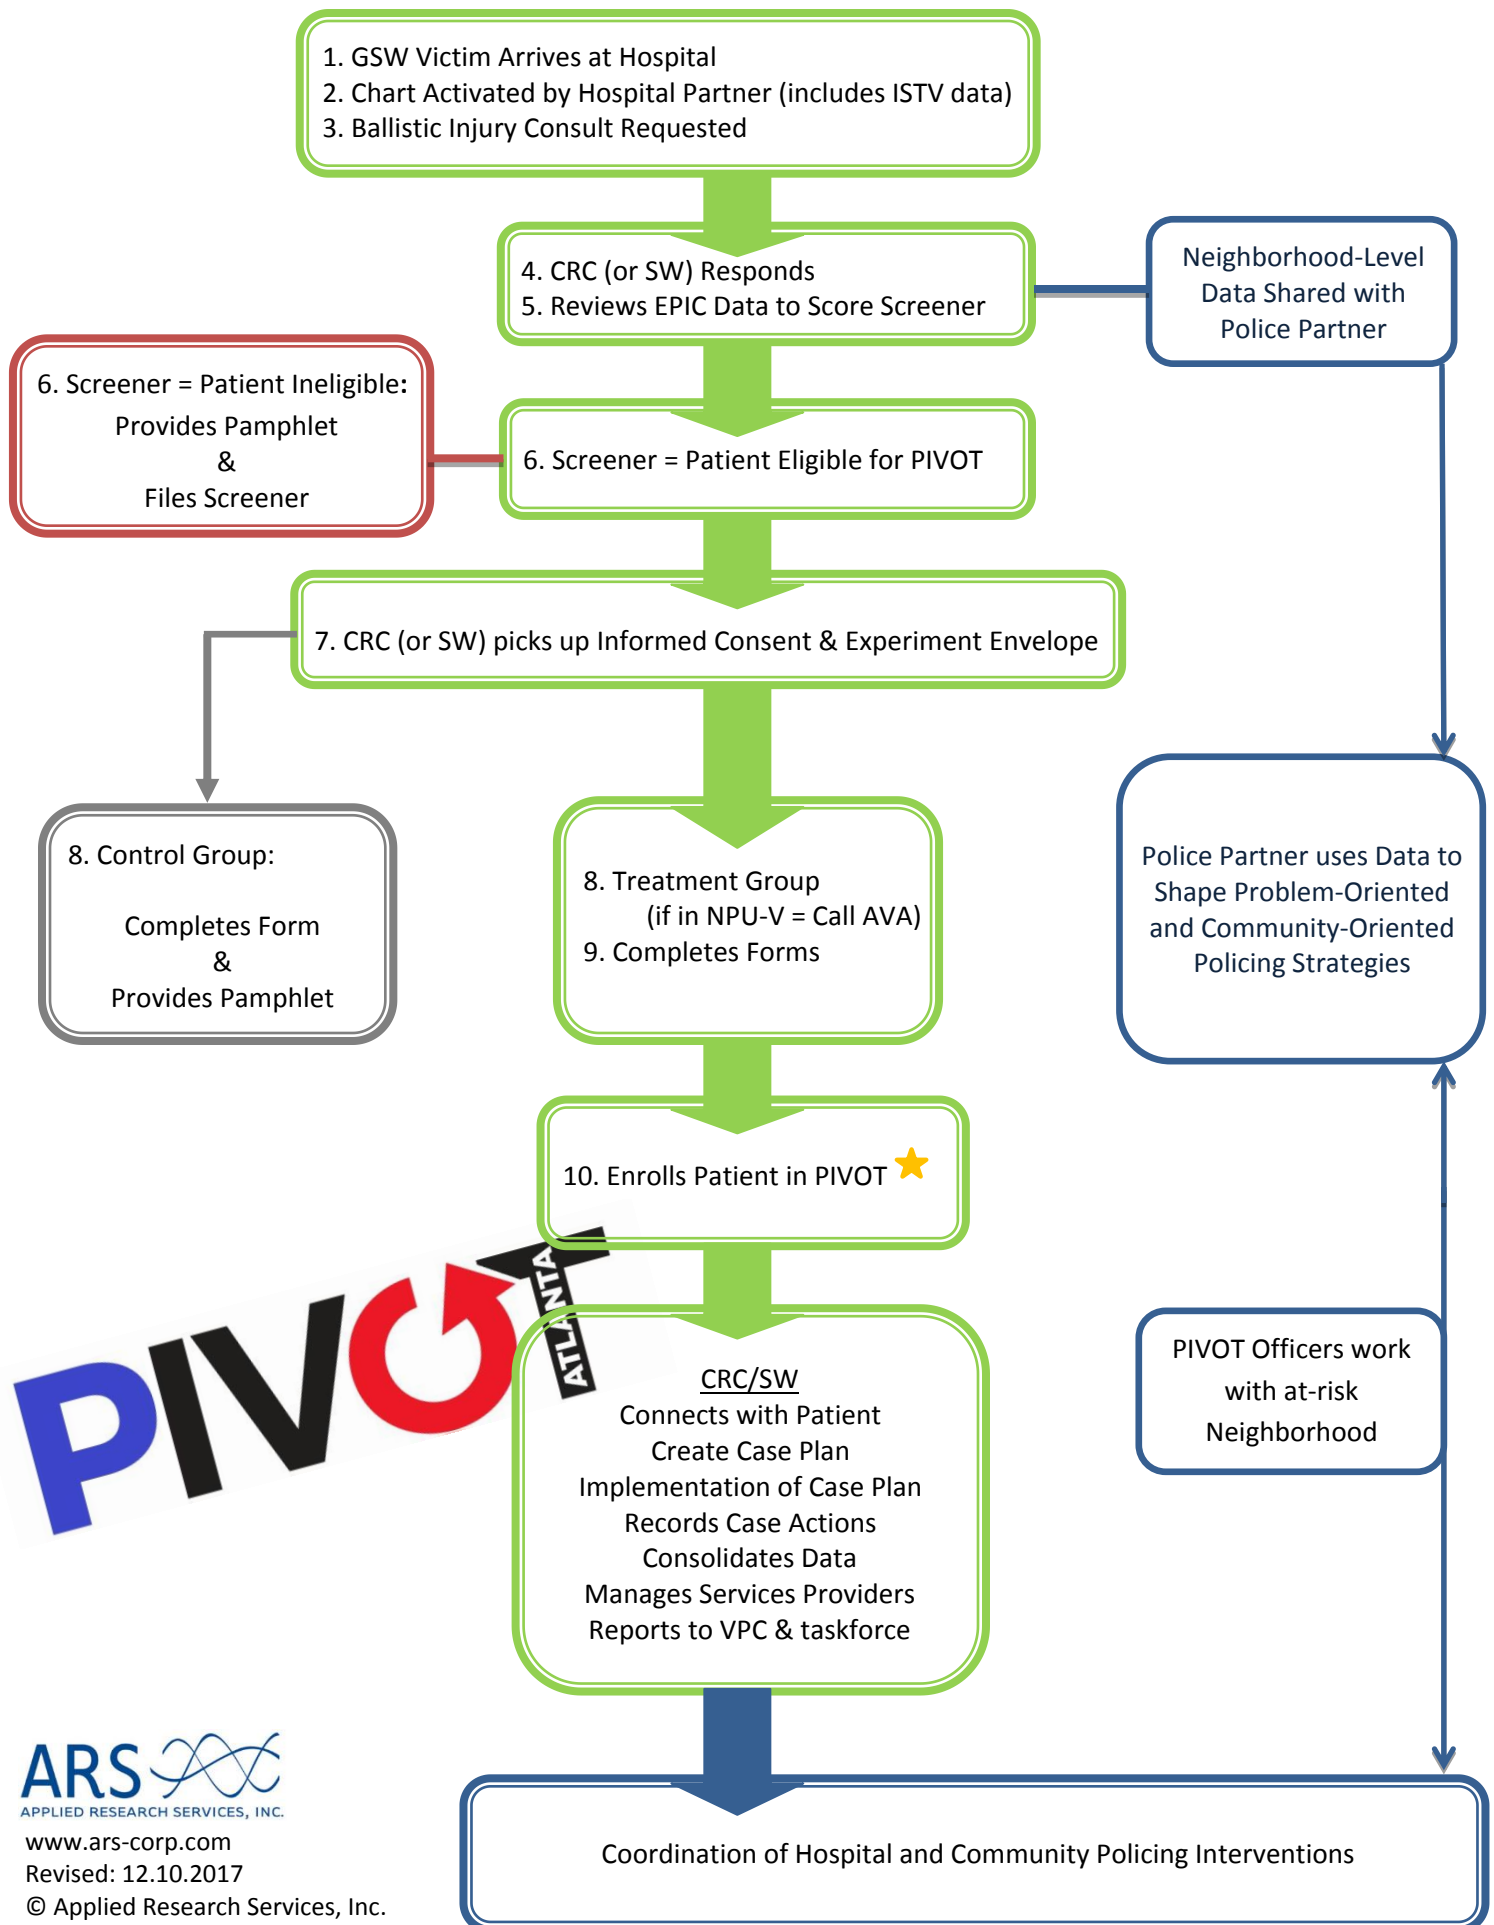 1. GSW Victim Arrives at Hospital
2. Chart Activated by Hospital Partner (includes ISTV data)
3. Ballistic Injury Consult Requested
4. CRC (or SW) Responds
5. Reviews EPIC Data to Score Screener
Neighborhood-Level
Data Shared with
Police Partner
6. Screener = Patient Ineligible:
Provides Pamphlet
&
Files Screener
6. Screener = Patient Eligible for PIVOT
7. CRC (or SW) picks up Informed Consent & Experiment Envelope
8. Control Group:
Completes Form
&
Provides Pamphlet
8. Treatment Group
(if in NPU-V = Call AVA)
9. Completes Forms
Police Partner uses Data to
Shape Problem-Oriented
and Community-Oriented
Policing Strategies
10. Enrolls Patient in PIVOT
PIVOT
ATLANTA
CRC/SW
Connects with Patient
Create Case Plan
Implementation of Case Plan
Records Case Actions
Consolidates Data
Manages Services Providers
Reports to VPC & taskforce
PIVOT Officers work
with at-risk
Neighborhood
ARS
APPLIED RESEARCH SERVICES, INC.
www.ars-corp.com
Revised: 12.10.2017
© Applied Research Services, Inc.
Coordination of Hospital and Community Policing Interventions